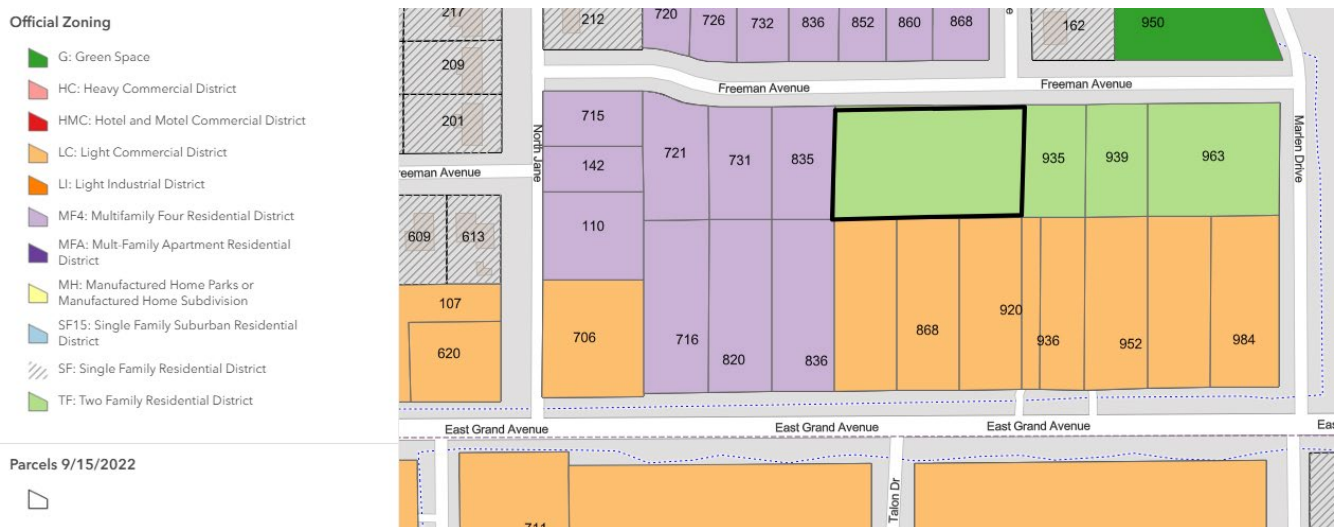 Official Zoning
G: Green Space
HC: Heavy Commercial District
HMC: Hotel and Motel Commercial District
LC: Light Commercial District
LI: Light Industrial District
MF4: Multifamily Four Residential District
MFA: Mult-Family Apartment Residential
District
MH: Manufactured Home Parks or
Manufactured Home Subdivision
SF15: Single Family Suburban Residential
District
SF: Single Family Residential District
TF: Two Family Residential District
Parcels 9/15/2022
217
212
720
726
732
836
852
860
868
162
950
209
Freeman Avenue
Freeman Avenue
201
715
North Jane
721
731
835
935
939
963
Marlen Drive
142
reeman Avenue
110
609
613
107
706
716
820
836
868
920
936
952
984
620
East Grand Avenue
East Grand Avenue
East Grand Avenue
Eas
Talon Dr
711